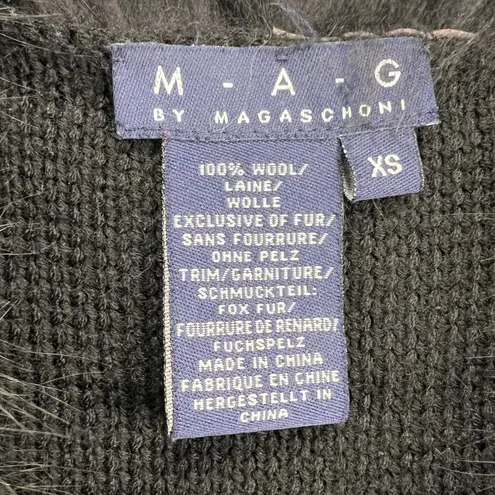 M - A - G
BY MAGASCHONI
XS
100% WOOL/
LAINE/
WOLLE
EXCLUSIVE OF FUR/
SANS FOURRURE/
OHNE PELZ
TRIM/GARNITURE/
SCHMUCKTEIL:
FOX FUR/
FOURRURE DE RENARD/
FUCHSPELZ
MADE IN CHINA
FABRIQUE EN CHINE
HERGESTELLT IN
CHINA